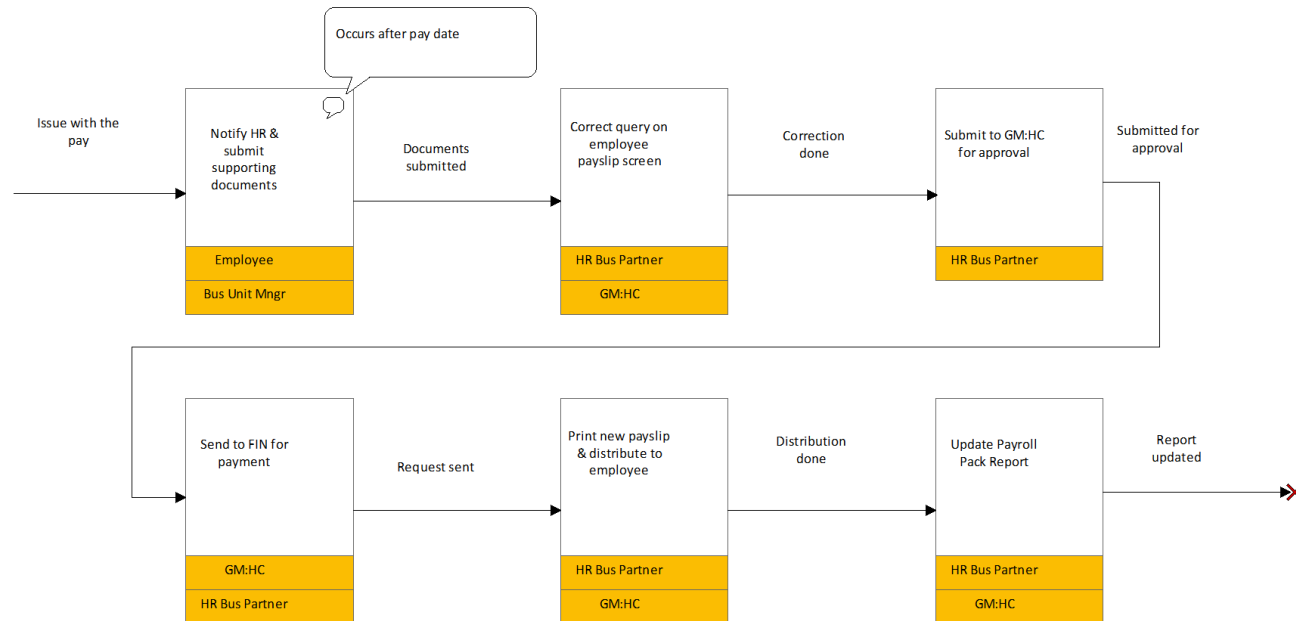 Occurs after pay date
Issue with the
pay
Notify HR &
submit
supporting
documents
Employee
Bus Unit Mngr
Documents
submitted
Correct query on
employee
payslip screen
HR Bus Partner
GM:HC
Correction
done
Submit to GM:HC
for approval
HR Bus Partner
Submitted for
approval
Send to FIN for
payment
GM:HC
HR Bus Partner
Request sent
Print new payslip
& distribute to
employee
HR Bus Partner
GM:HC
Distribution
done
Update Payroll
Pack Report
HR Bus Partner
GM:HC
Report
updated